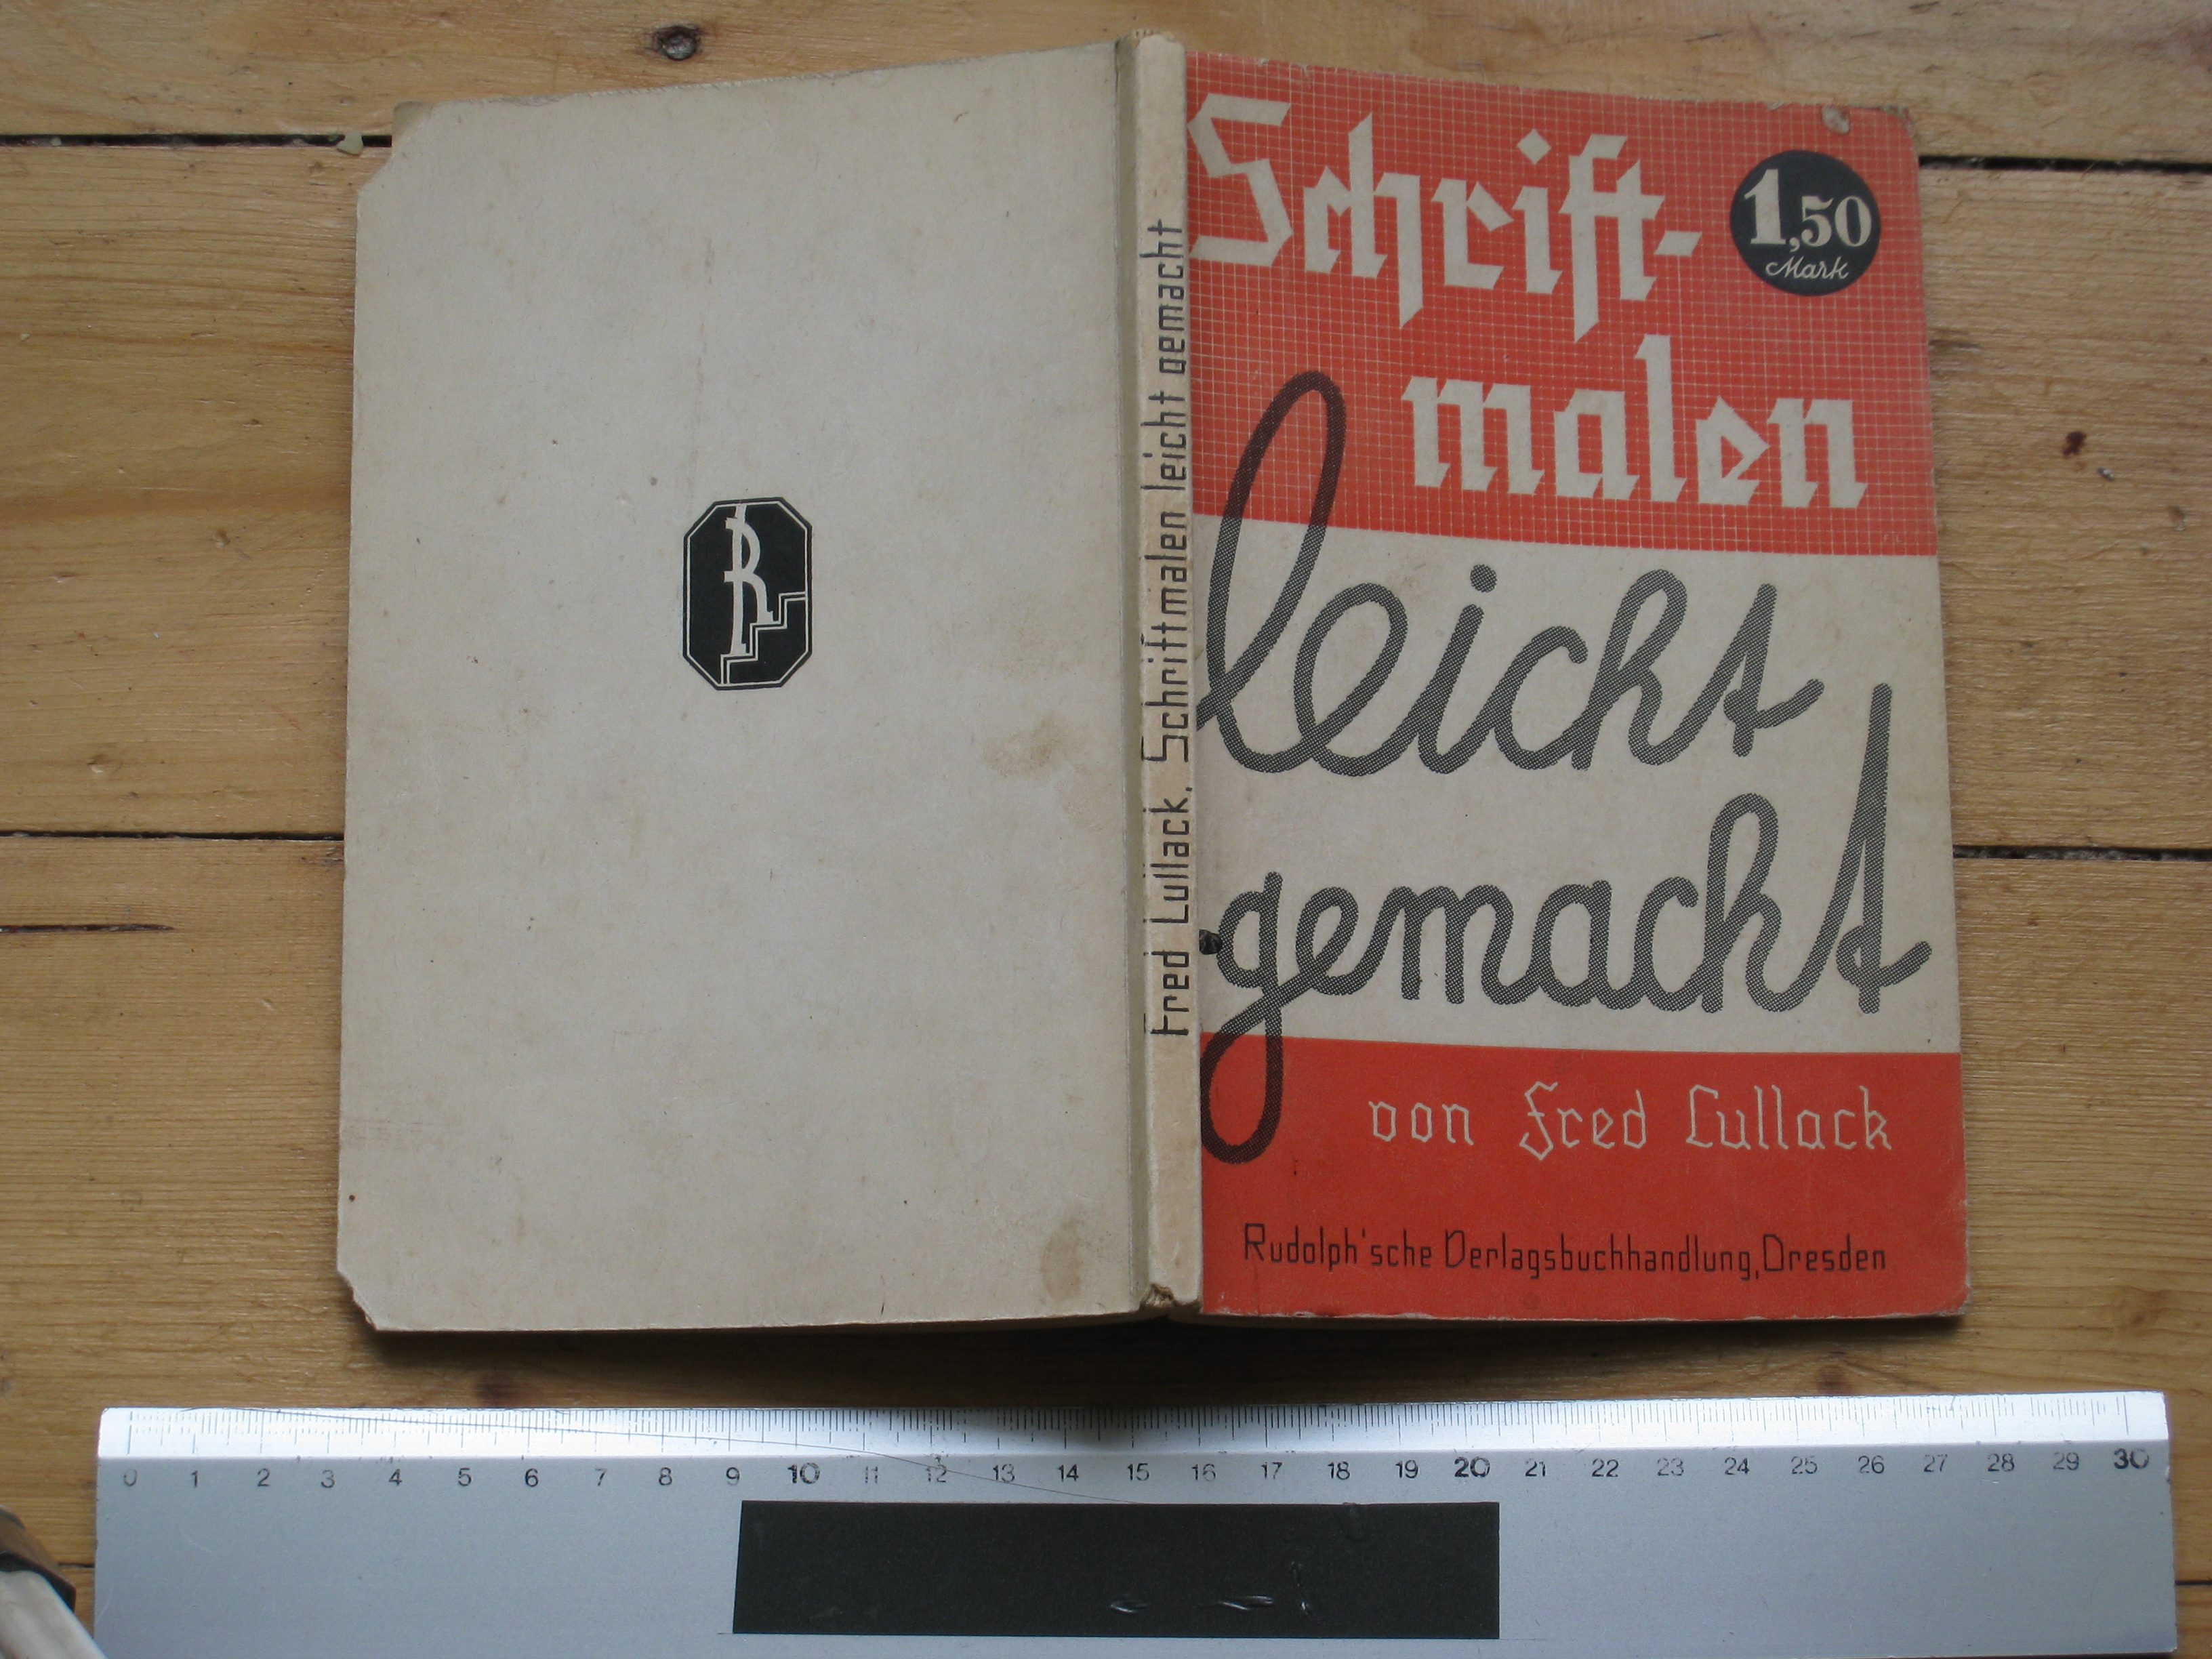 Schrift-
malen
1,50
Mark
leicht
gemacht
von Fred Lullack
Rudolph'sche Verlagsbuchhandlung, Dresden
Fred Lullack, Schriftmalen leicht gemacht
R
0 1 2 3 4 5 6 7 8 9 10 11 12 13 14 15 16 17 18 19 20 21 22 23 24 25 26 27 28 29 30